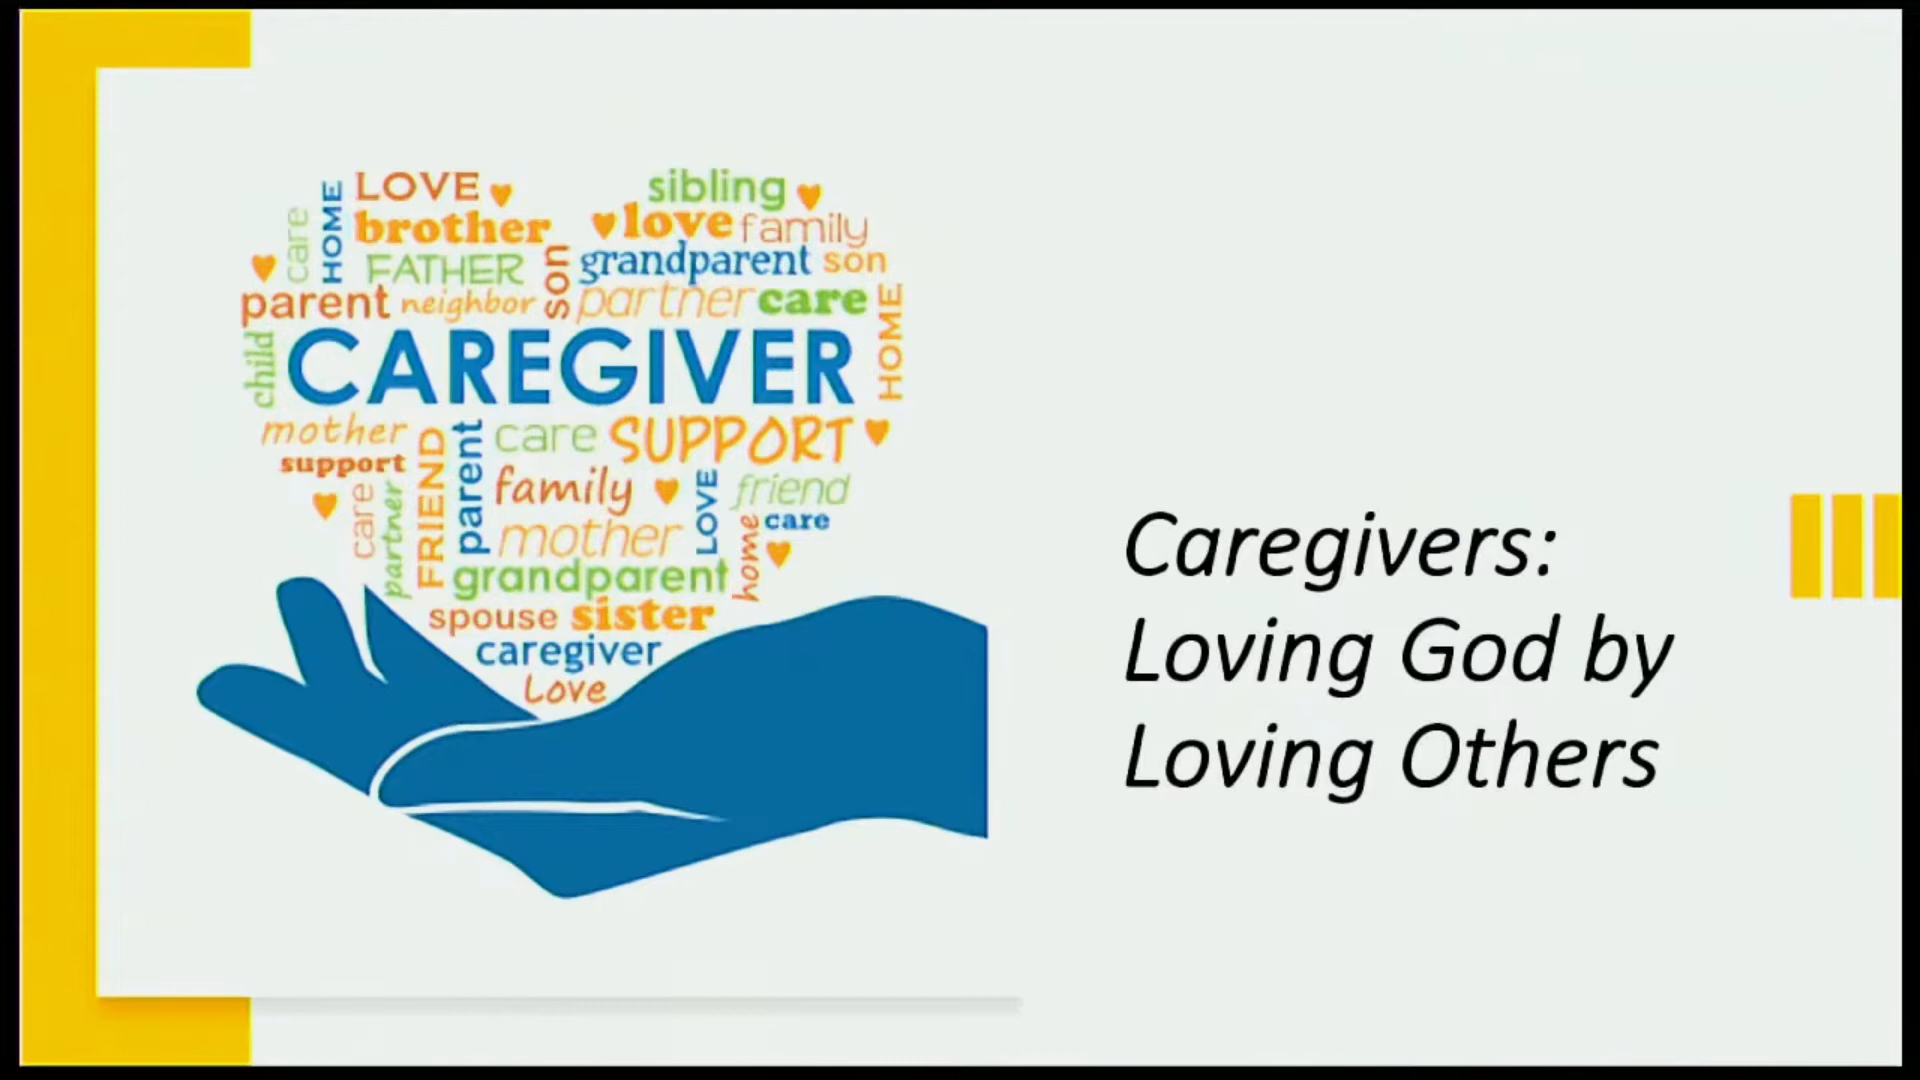 LOVE
sibling
care
HOME
brother
love
family
FATHER
son
grandparent
son
parent
neighbor
partner
care
HOME
child
CAREGIVER
mother
FRIEND
parent
care
SUPPORT
support
family
LOVE
friend
care
partner
mother
home
care
grandparent
spouse
sister
caregiver
Love
Caregivers:
Loving God by
Loving Others